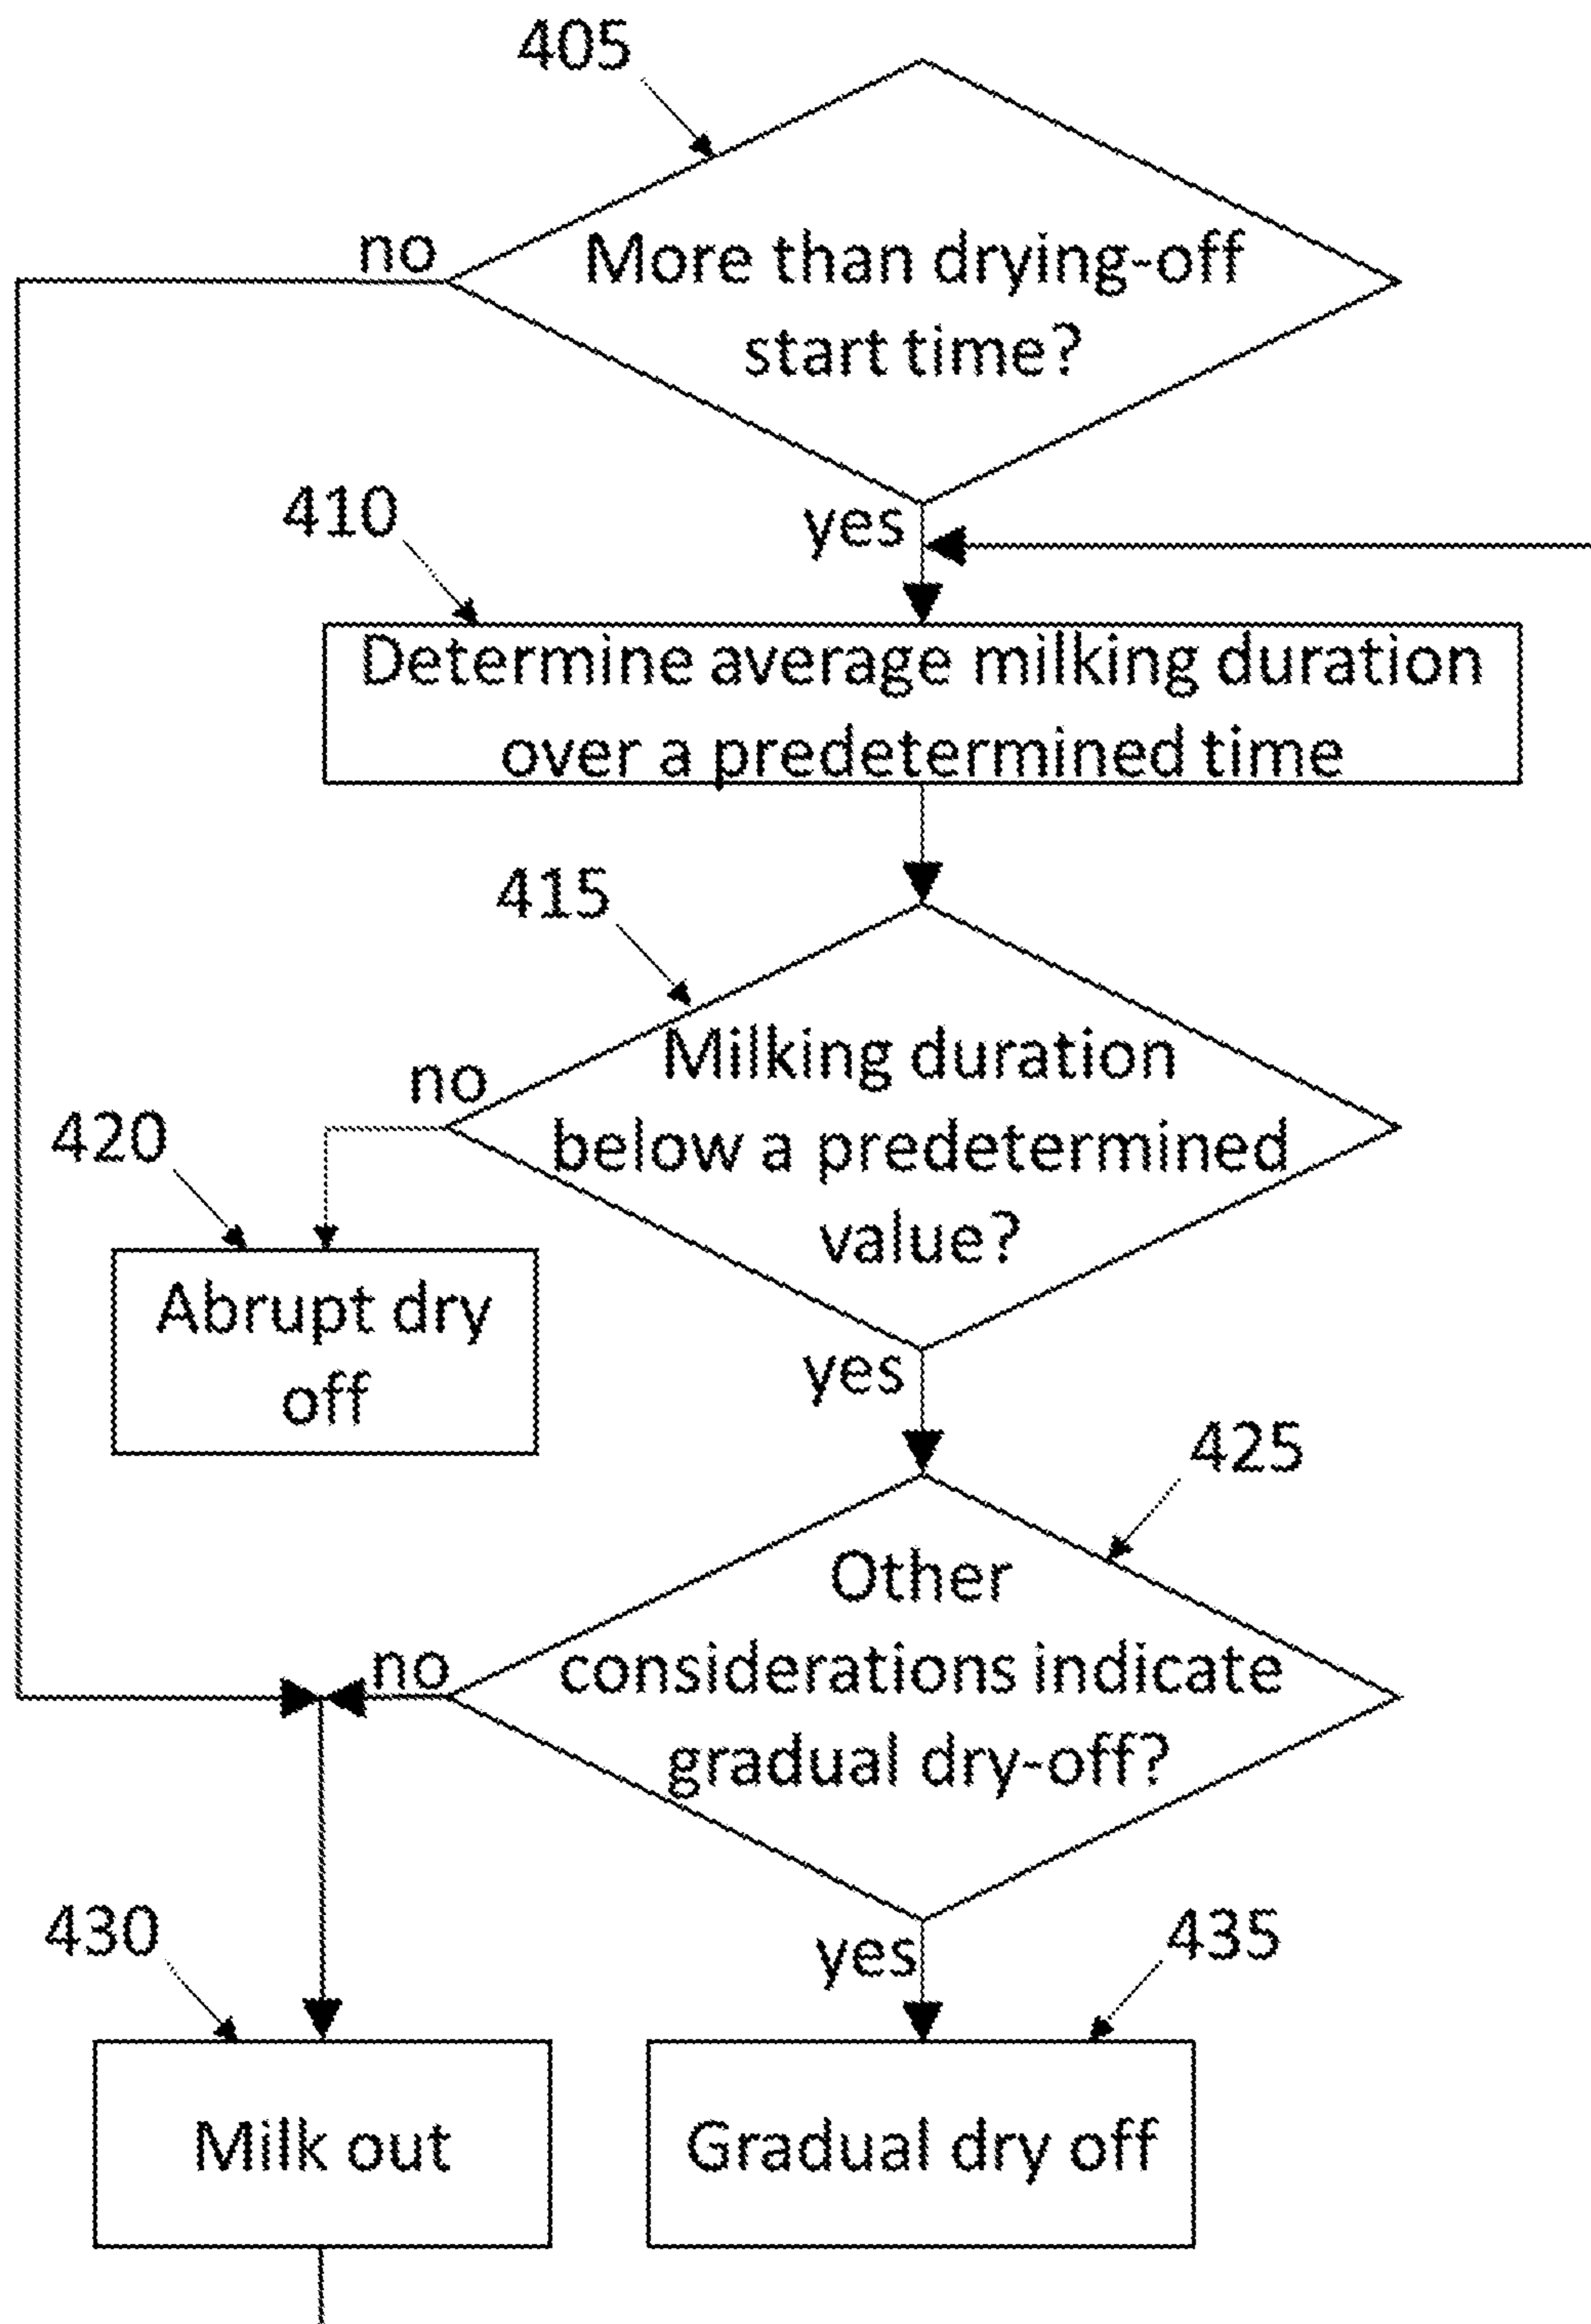 405
no
More than drying-off
start time?
410
yes
Determine average milking duration
over a predetermined time
415
no
Milking duration
below a predetermined
value?
420
Abrupt dry
off
yes
425
no
Other
considerations indicate
gradual dry-off?
430
yes
435
Milk out
Gradual dry off